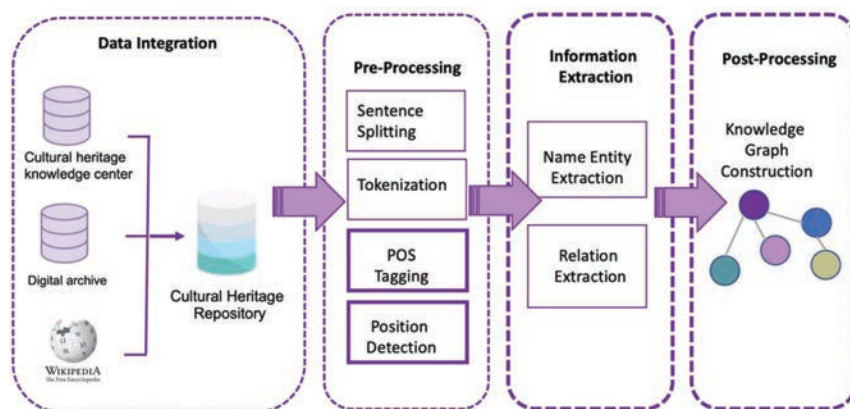 Data Integration
Cultural heritage
knowledge center
Digital archive
WIKIPEDIA
The Free Encyclopedia
Cultural Heritage
Repository
Pre-Processing
Sentence
Splitting
Tokenization
POS
Tagging
Position
Detection
Information
Extraction
Name Entity
Extraction
Relation
Extraction
Post-Processing
Knowledge
Graph
Construction